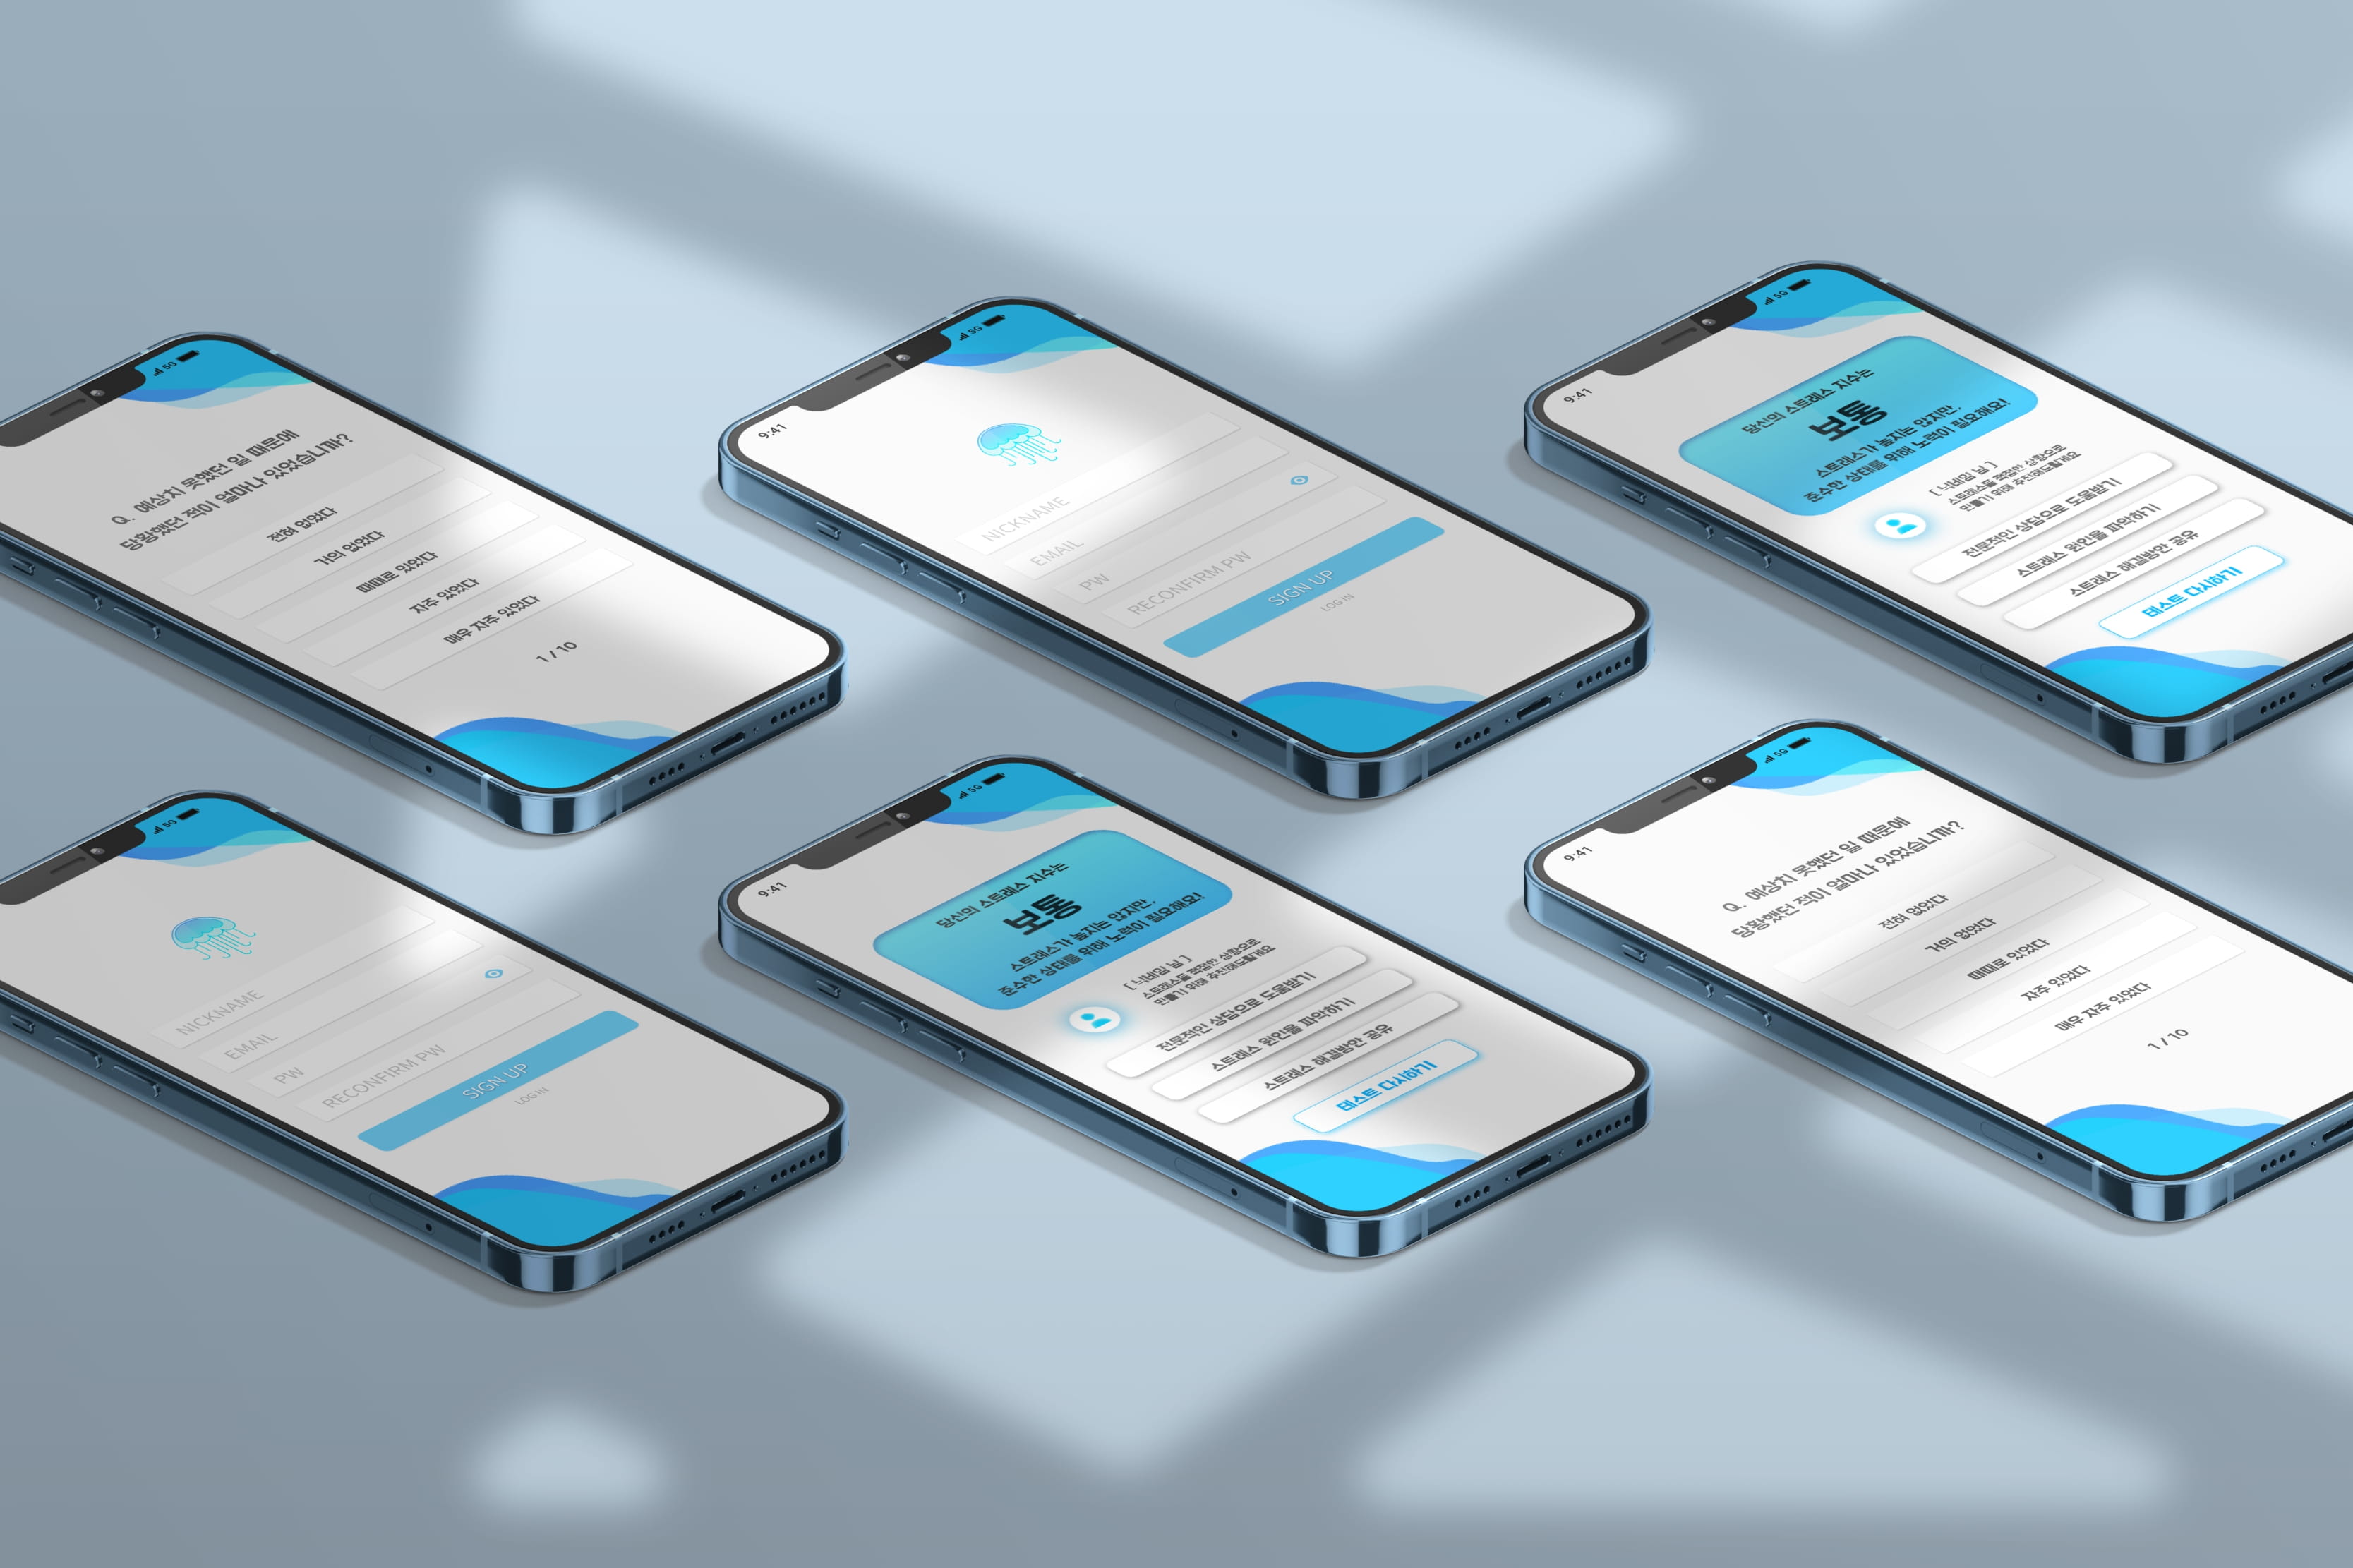 5G
Q. 예상치 못했던 일 때문에
당황했던 적이 얼마나 있었습니까?
전혀 없었다
거의 없었다
때때로 있었다
자주 있었다
매우 자주 있었다
1 / 10
9:41
5G
NICKNAME
EMAIL
PW
RECONFIRM PW
SIGN UP
LOG IN
9:41
5G
당신의 스트레스 지수는
보통
스트레스가 높지는 않지만,
준수한 상태를 위해 노력이 필요해요!
[ 닉네임 님 ]
스트레스를 적절한 상황으로
만들기 위해 추천해드릴게요
전문적인 상담으로 도움받기
스트레스 원인을 파악하기
스트레스 해결방안 공유
테스트 다시하기
5G
NICKNAME
EMAIL
PW
RECONFIRM PW
SIGN UP
LOG IN
9:41
5G
당신의 스트레스 지수는
보통
스트레스가 높지는 않지만,
준수한 상태를 위해 노력이 필요해요!
[ 닉네임 님 ]
스트레스를 적절한 상황으로
만들기 위해 추천해드릴게요
전문적인 상담으로 도움받기
스트레스 원인을 파악하기
스트레스 해결방안 공유
테스트 다시하기
9:41
5G
Q. 예상치 못했던 일 때문에
당황했던 적이 얼마나 있었습니까?
전혀 없었다
거의 없었다
때때로 있었다
자주 있었다
매우 자주 있었다
1 / 10